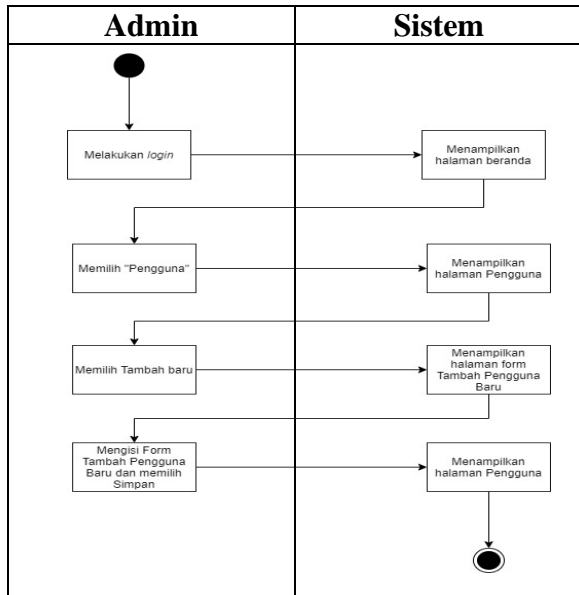 Admin
Sistem
Melakukan login
Menampilkan
halaman beranda
Memilih "Pengguna"
Menampilkan
halaman Pengguna
Memilih Tambah baru
Menampilkan
halaman form
Tambah Pengguna
Baru
Mengisi Form
Tambah Pengguna
Baru dan memilih
Simpan
Menampilkan
halaman Pengguna